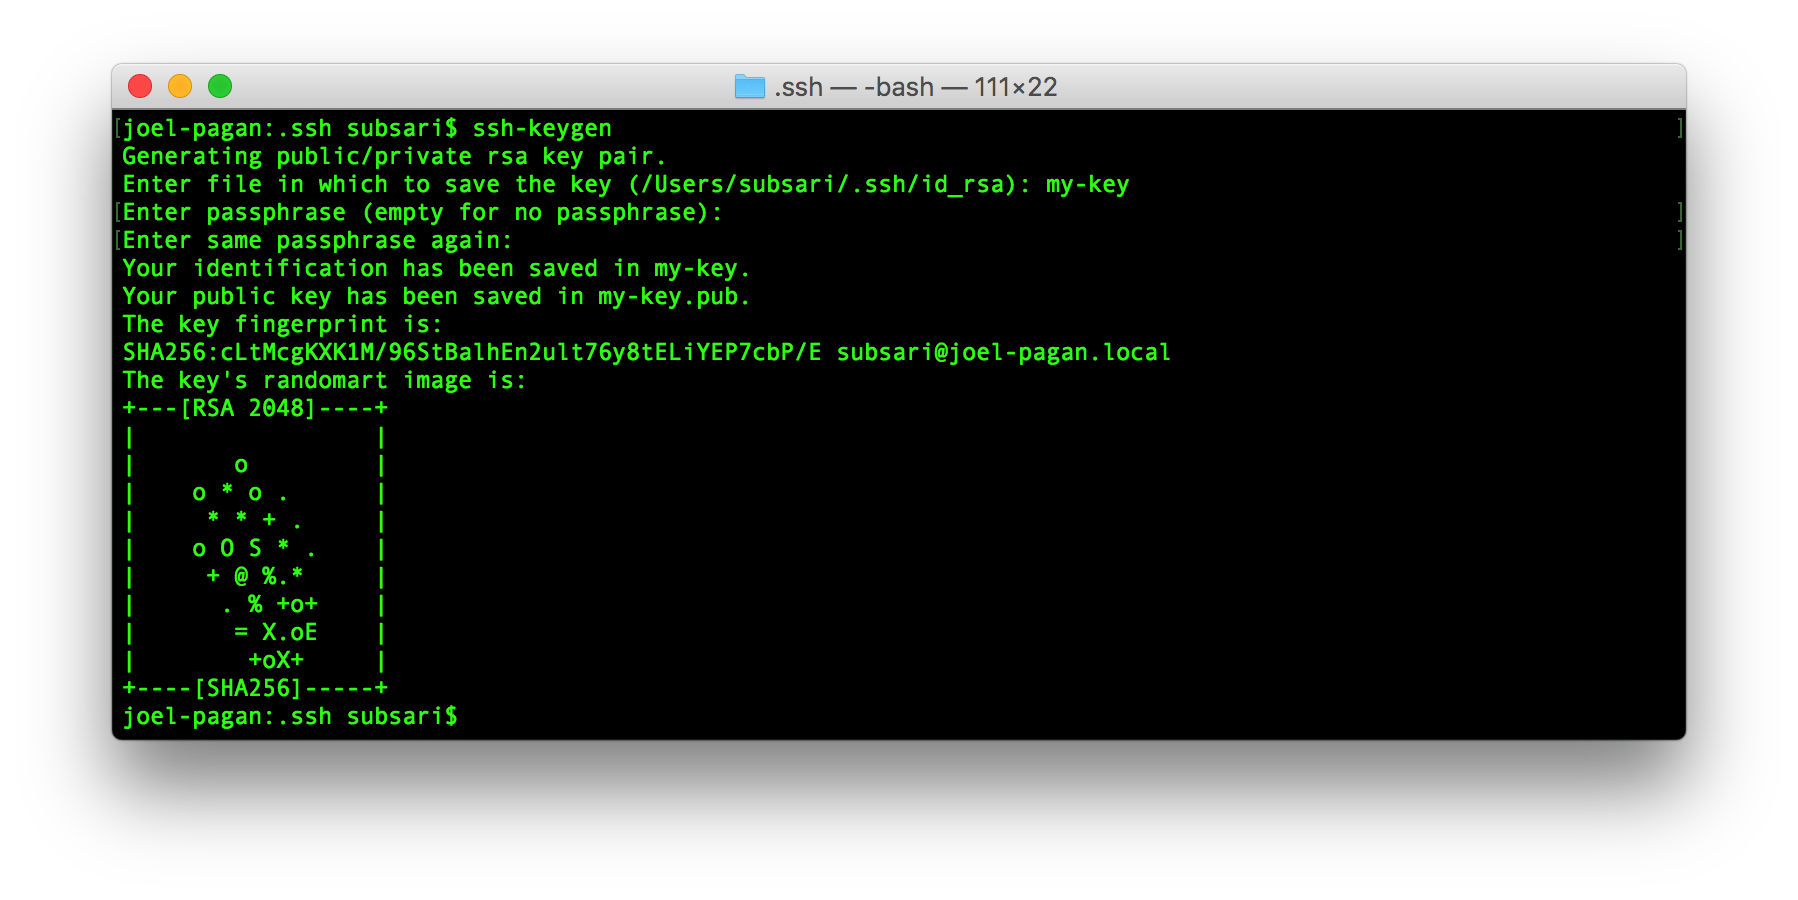 .ssh — -bash — 111×22
[joel-pagan:.ssh subsari$ ssh-keygen ]
Generating public/private rsa key pair.
Enter file in which to save the key (/Users/subsari/.ssh/id_rsa): my-key
[Enter passphrase (empty for no passphrase): ]
[Enter same passphrase again: ]
Your identification has been saved in my-key.
Your public key has been saved in my-key.pub.
The key fingerprint is:
SHA256:cLtMcgKXK1M/96StBalhEn2ult76y8tELiYEP7cbP/E subsari@joel-pagan.local
The key's randomart image is:
+---[RSA 2048]----+
|                 |
|       o         |
|    o * o .      |
|     * * + .     |
|    o O S * .    |
|     + @ %.*     |
|      . % +o+    |
|       = X.oE    |
|        +oX+     |
+----[SHA256]-----+
joel-pagan:.ssh subsari$